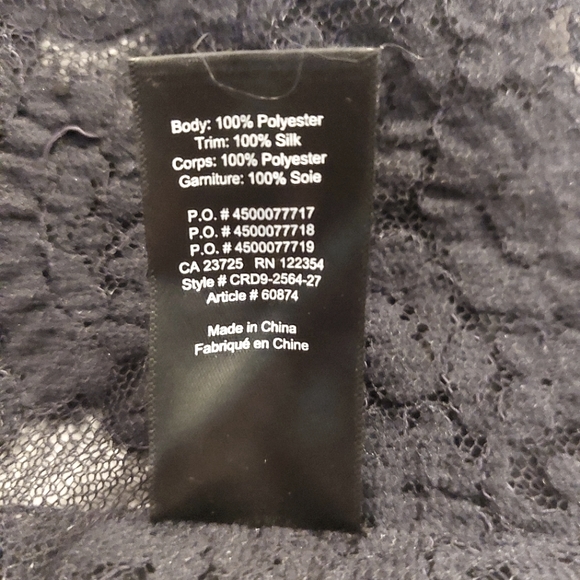 Body: 100% Polyester
Trim: 100% Silk
Corps: 100% Polyester
Garniture: 100% Soie
P.O. # 4500077717
P.O. # 4500077718
P.O. # 4500077719
CA 23725 RN 122354
Style # CRD9-2564-27
Article # 60874
Made in China
Fabriqué en Chine